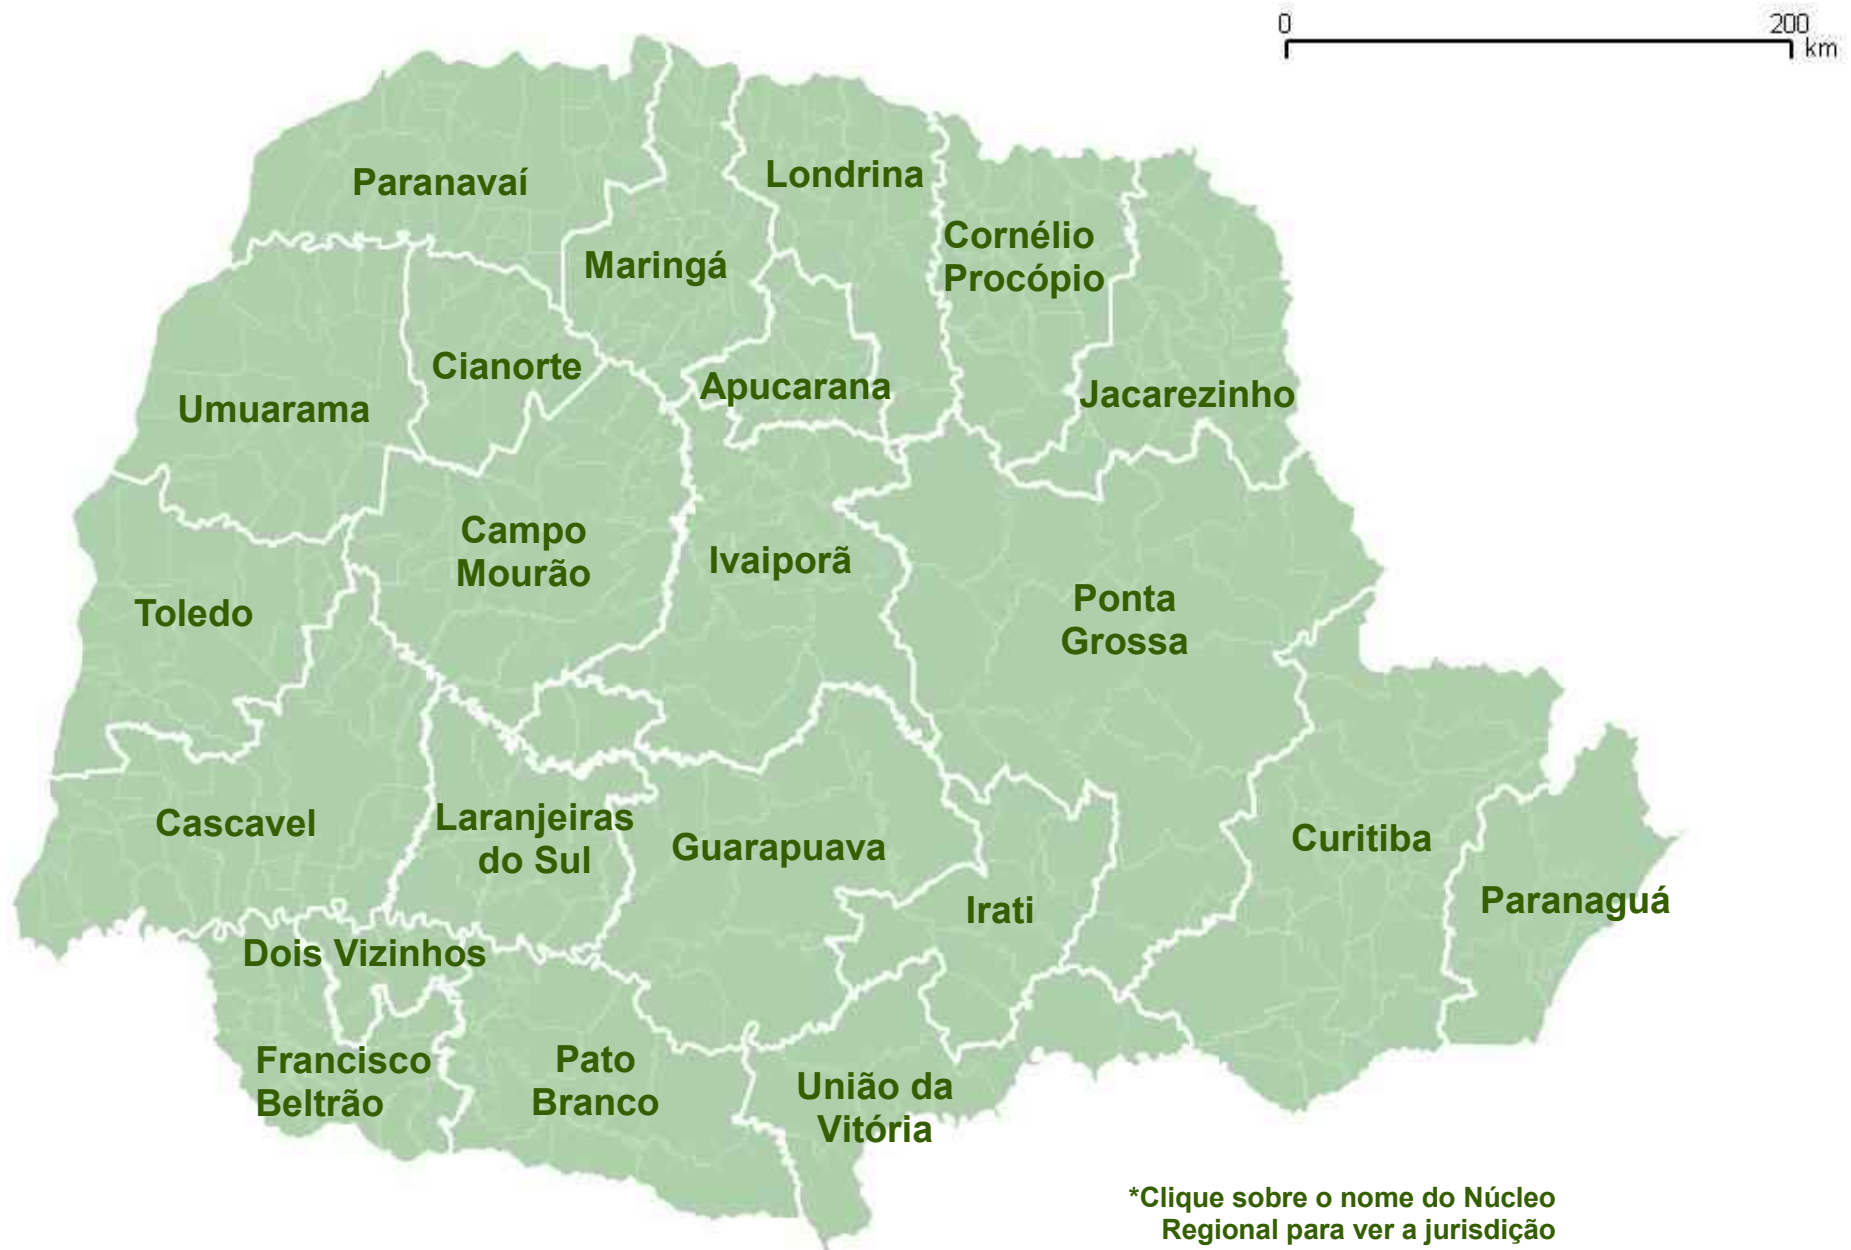 0 200
km
Paranavaí
Londrina
Cornélio
Procópio
Maringá
Cianorte
Apucarana
Jacarezinho
Umuarama
Campo
Mourão
Ivaiporã
Toledo
Ponta
Grossa
Cascavel
Laranjeiras
do Sul
Guarapuava
Curitiba
Irati
Paranaguá
Dois Vizinhos
Francisco
Beltrão
Pato
Branco
União da
Vitória
*Clique sobre o nome do Núcleo
Regional para ver a jurisdição